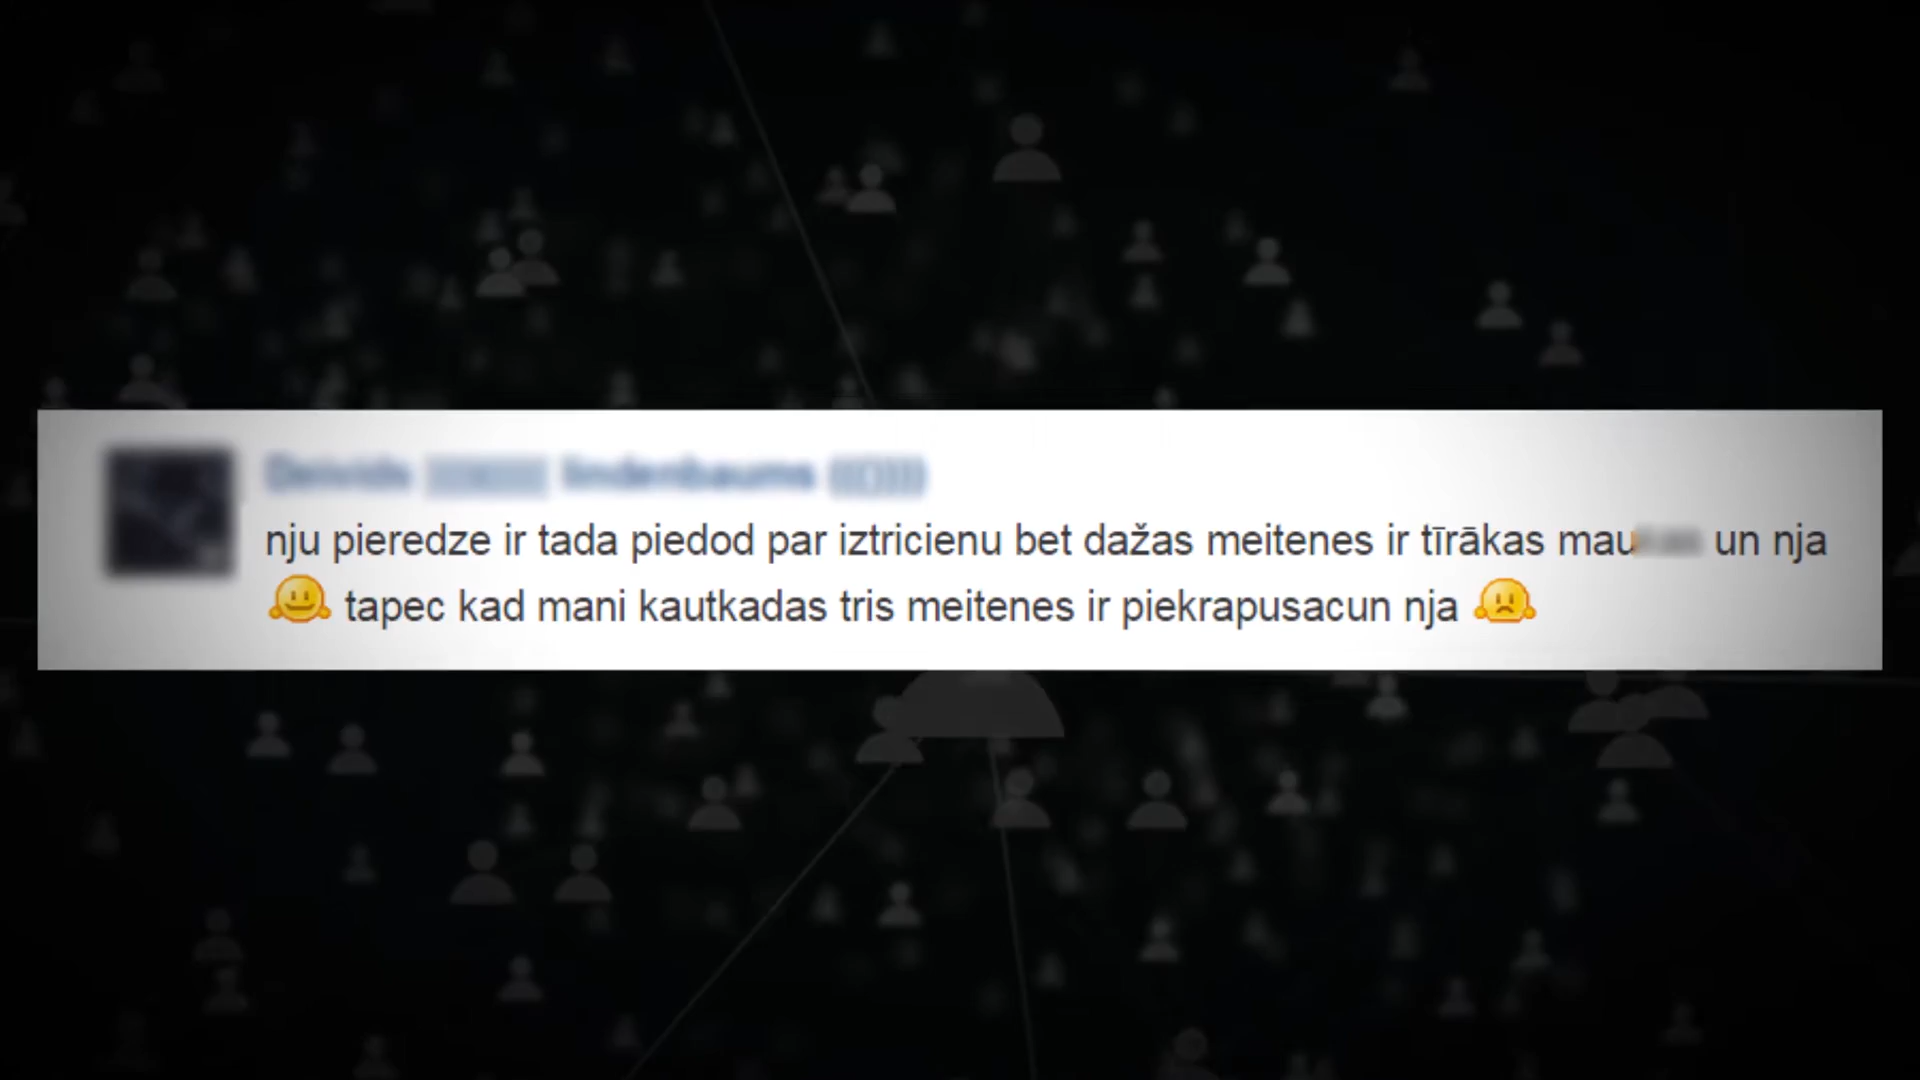 nju pieredze ir tada piedod par iztricienu bet dažas meitenes ir tīrākas un nja
tapec kad mani kautkadas tris meitenes ir piekrapusacun nja